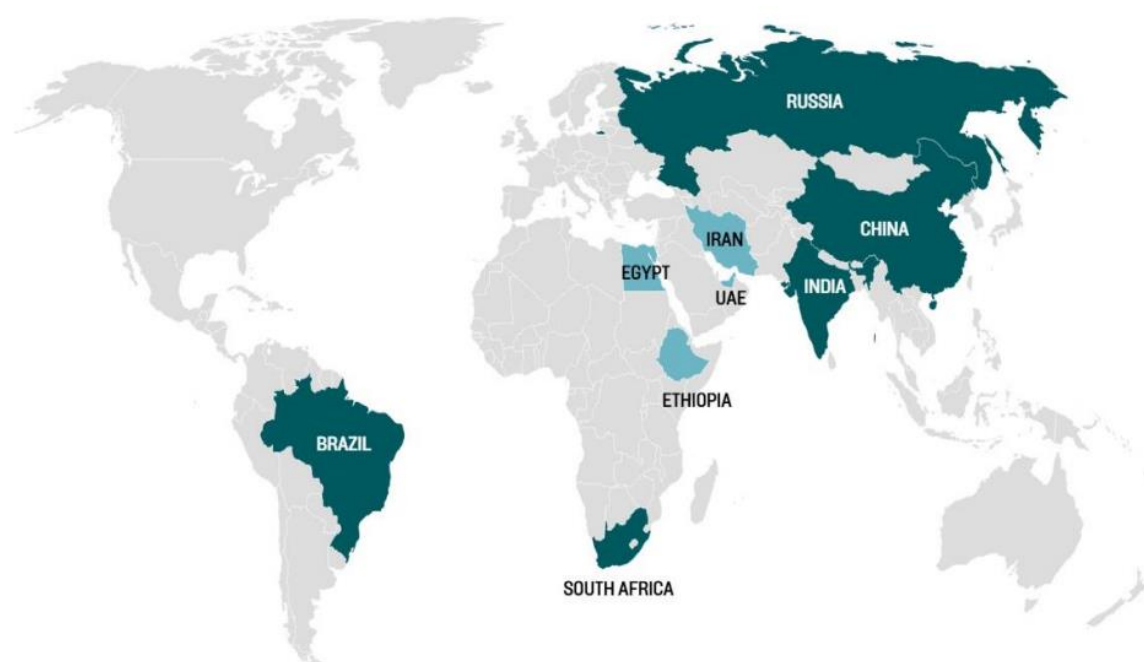 RUSSIA
CHINA
IRAN
EGYPT
INDIA
UAE
ETHIOPIA
BRAZIL
SOUTH AFRICA